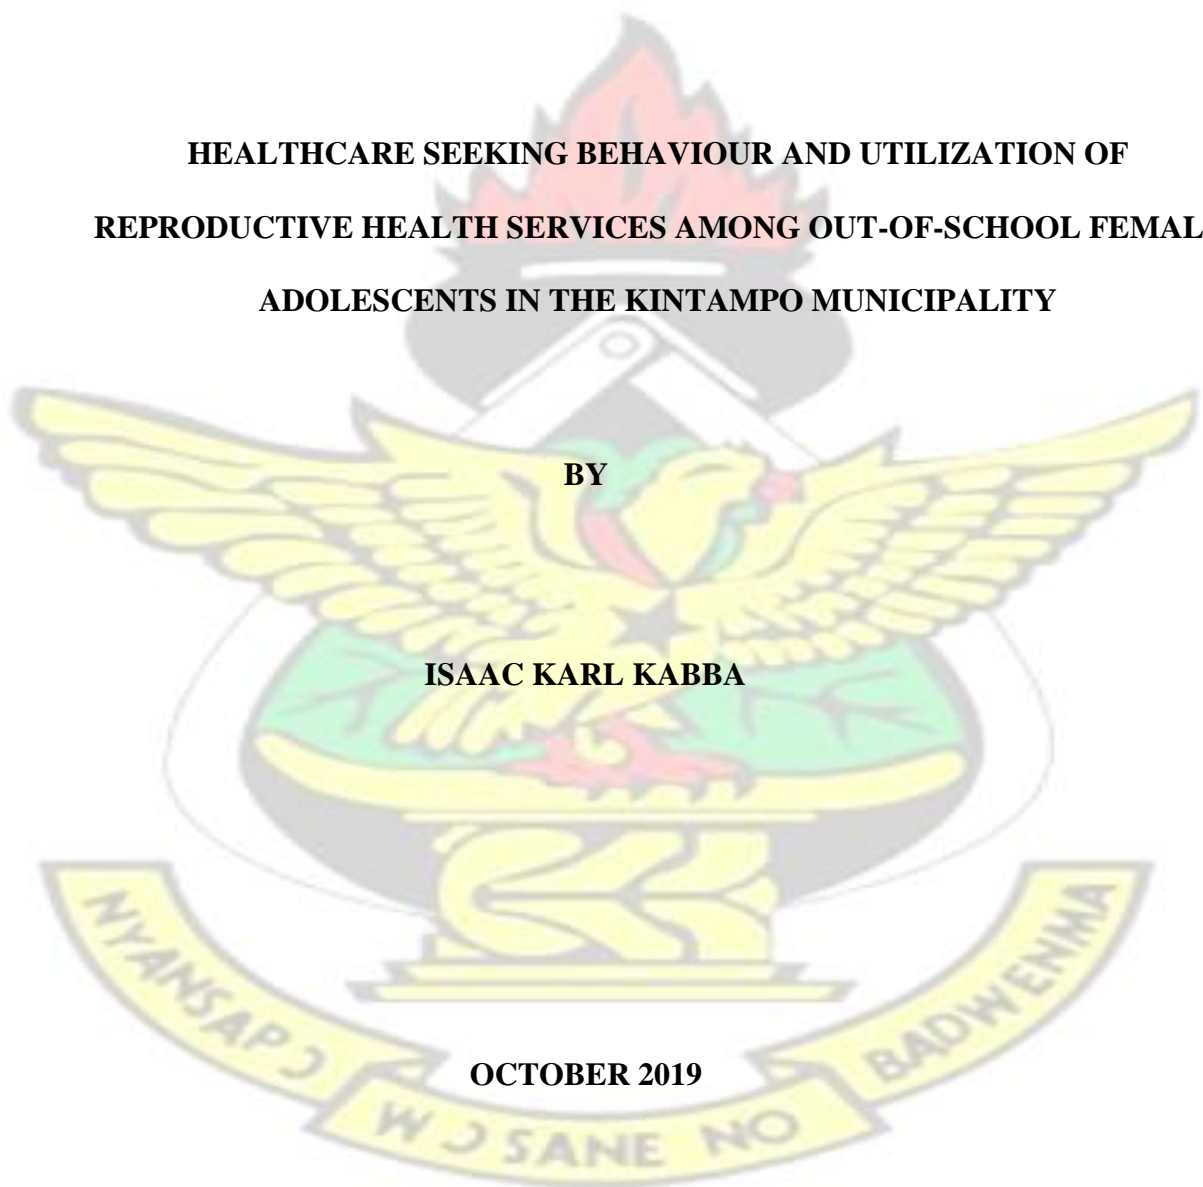 HEALTHCARE SEEKING BEHAVIOUR AND UTILIZATION OF
REPRODUCTIVE HEALTH SERVICES AMONG OUT-OF-SCHOOL FEMAL
ADOLESCENTS IN THE KINTAMPO MUNICIPALITY
BY
ISAAC KARL KABBA
OCTOBER 2019
NYANSAPƆ
WƆSANE NO
BADWENMA